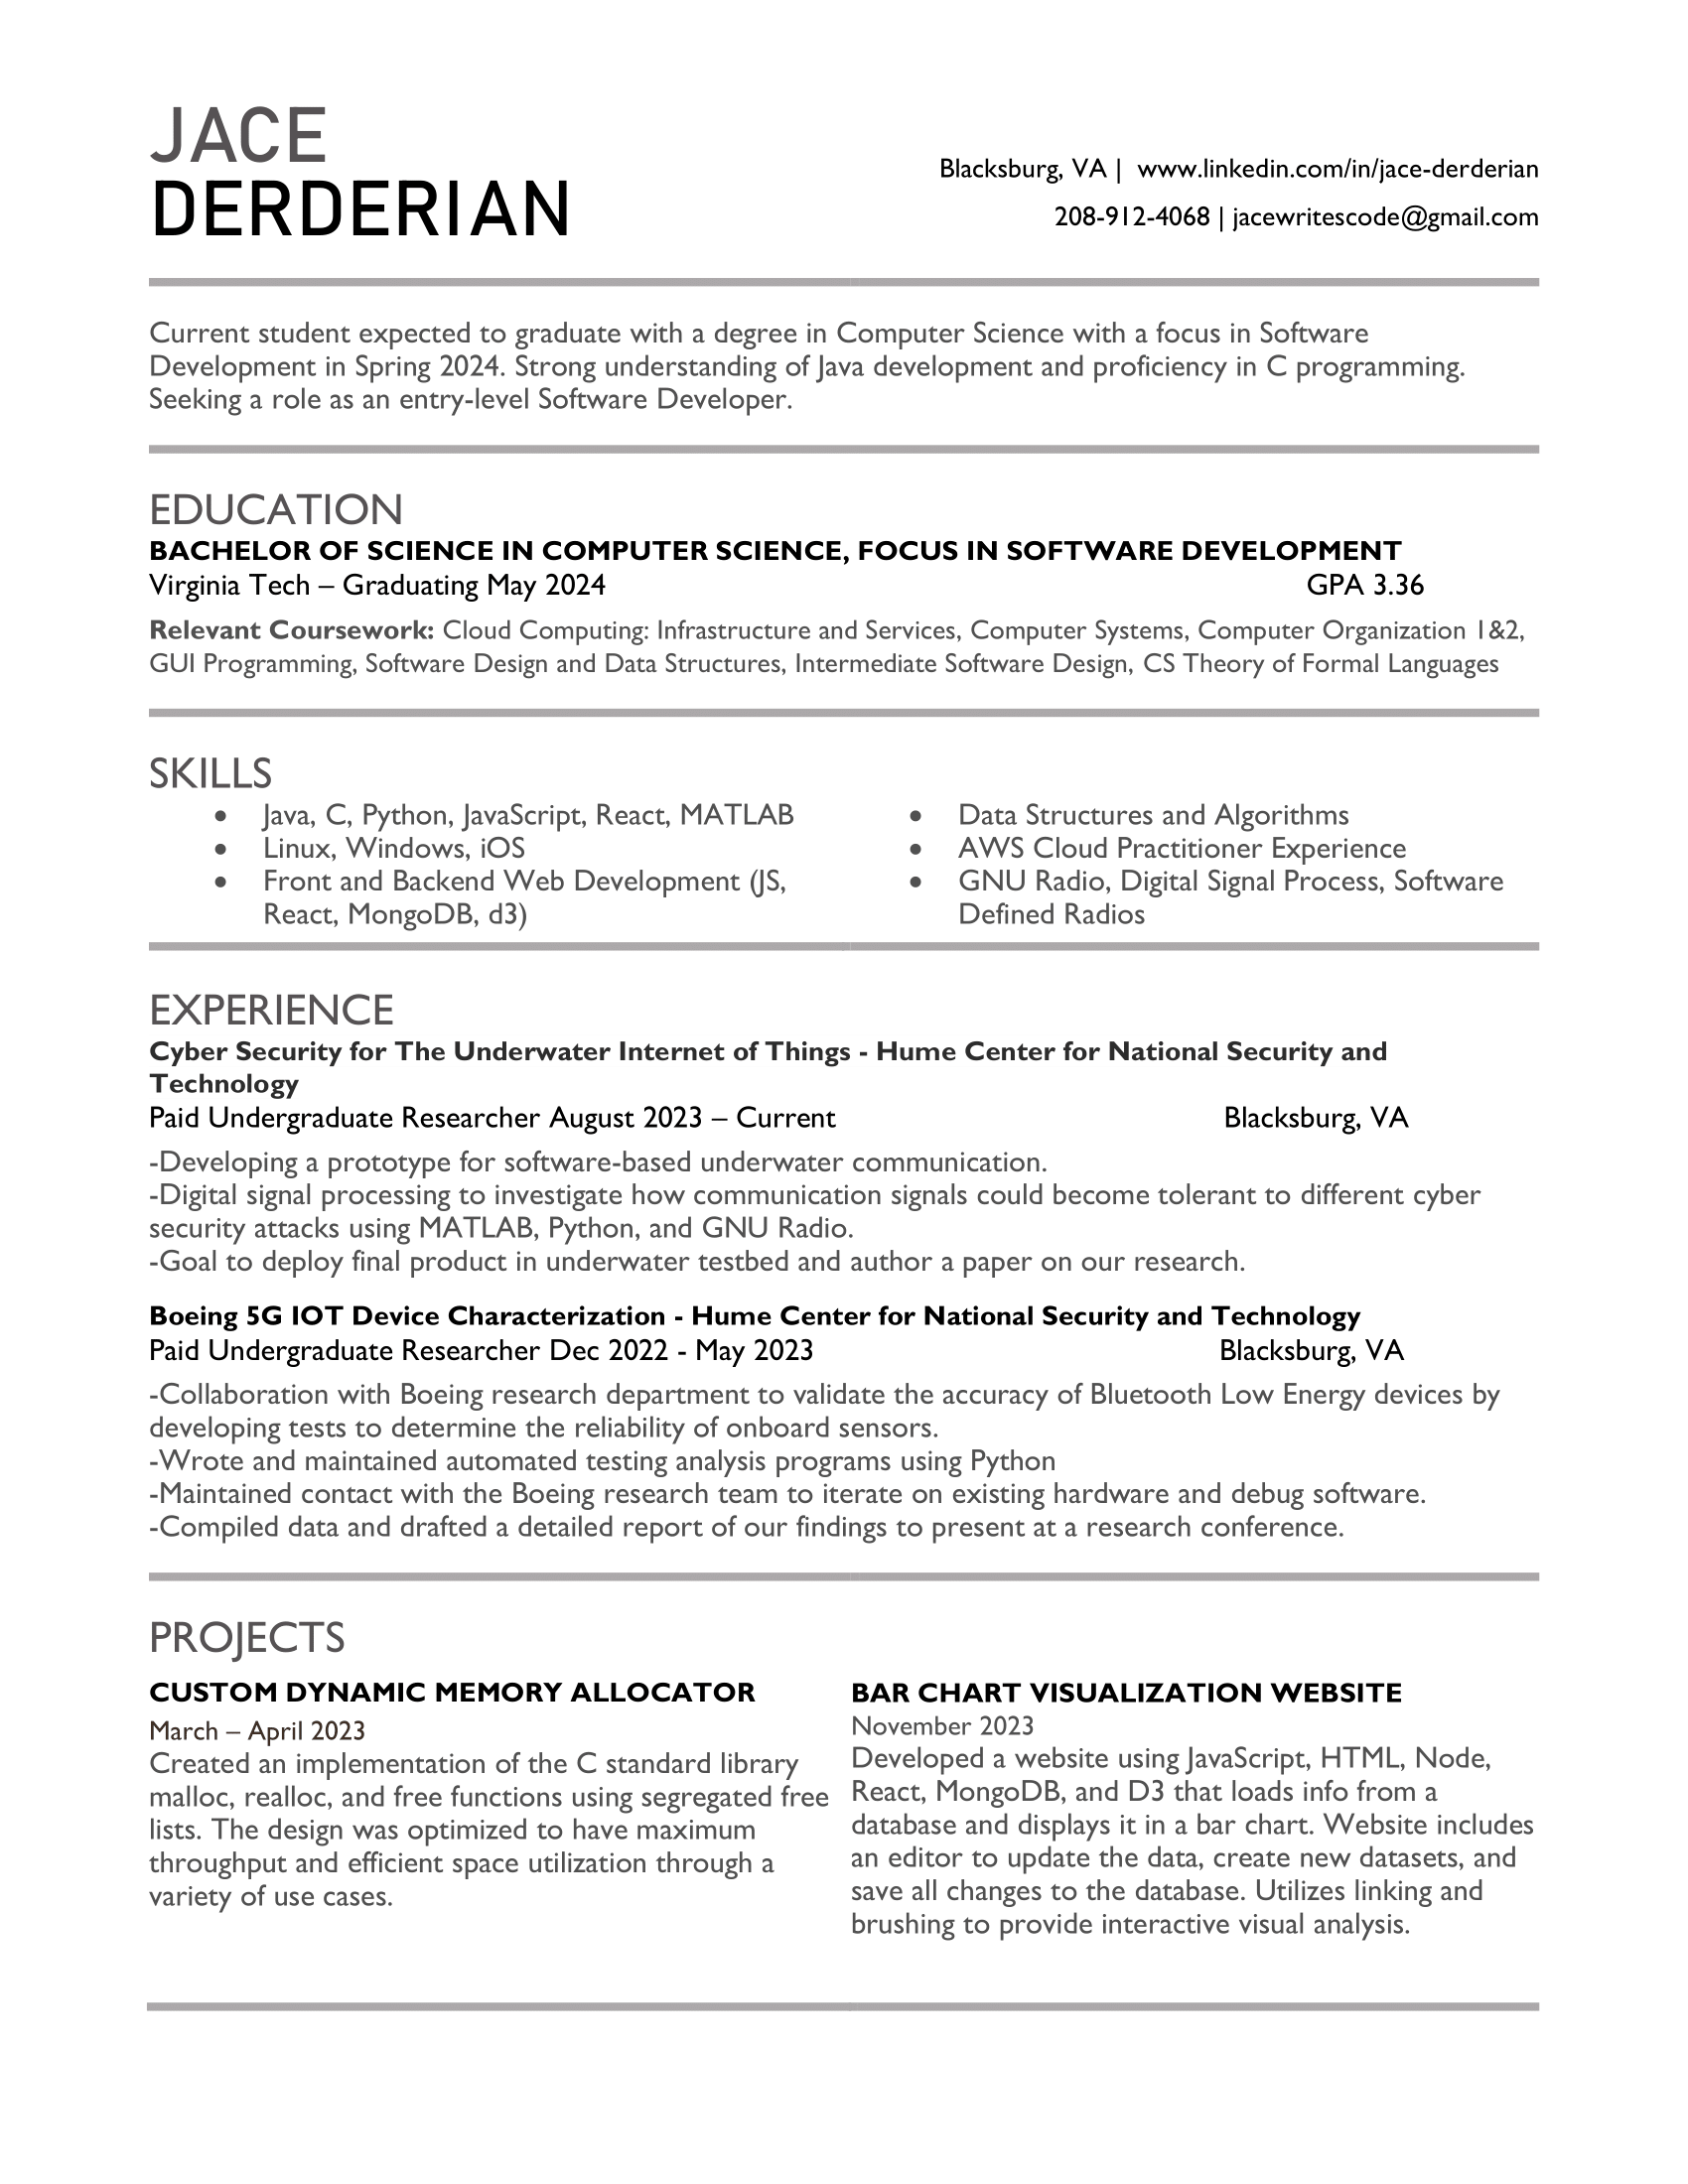 JACE
DERDERIAN
Blacksburg, VA | www.linkedin.com/in/jace-derderian
208-912-4068 | jacewritescode@gmail.com
Current student expected to graduate with a degree in Computer Science with a focus in Software
Development in Spring 2024. Strong understanding of Java development and proficiency in C programming.
Seeking a role as an entry-level Software Developer.
EDUCATION
BACHELOR OF SCIENCE IN COMPUTER SCIENCE, FOCUS IN SOFTWARE DEVELOPMENT
Virginia Tech – Graduating May 2024 GPA 3.36
Relevant Coursework: Cloud Computing: Infrastructure and Services, Computer Systems, Computer Organization 1&2,
GUI Programming, Software Design and Data Structures, Intermediate Software Design, CS Theory of Formal Languages
SKILLS
• Java, C, Python, JavaScript, React, MATLAB
• Linux, Windows, iOS
• Front and Backend Web Development (JS,
React, MongoDB, d3)
• Data Structures and Algorithms
• AWS Cloud Practitioner Experience
• GNU Radio, Digital Signal Process, Software
Defined Radios
EXPERIENCE
Cyber Security for The Underwater Internet of Things - Hume Center for National Security and
Technology
Paid Undergraduate Researcher August 2023 – Current Blacksburg, VA
-Developing a prototype for software-based underwater communication.
-Digital signal processing to investigate how communication signals could become tolerant to different cyber
security attacks using MATLAB, Python, and GNU Radio.
-Goal to deploy final product in underwater testbed and author a paper on our research.
Boeing 5G IOT Device Characterization - Hume Center for National Security and Technology
Paid Undergraduate Researcher Dec 2022 - May 2023 Blacksburg, VA
-Collaboration with Boeing research department to validate the accuracy of Bluetooth Low Energy devices by
developing tests to determine the reliability of onboard sensors.
-Wrote and maintained automated testing analysis programs using Python
-Maintained contact with the Boeing research team to iterate on existing hardware and debug software.
-Compiled data and drafted a detailed report of our findings to present at a research conference.
PROJECTS
CUSTOM DYNAMIC MEMORY ALLOCATOR
March – April 2023
Created an implementation of the C standard library
malloc, realloc, and free functions using segregated free
lists. The design was optimized to have maximum
throughput and efficient space utilization through a
variety of use cases.
BAR CHART VISUALIZATION WEBSITE
November 2023
Developed a website using JavaScript, HTML, Node,
React, MongoDB, and D3 that loads info from a
database and displays it in a bar chart. Website includes
an editor to update the data, create new datasets, and
save all changes to the database. Utilizes linking and
brushing to provide interactive visual analysis.